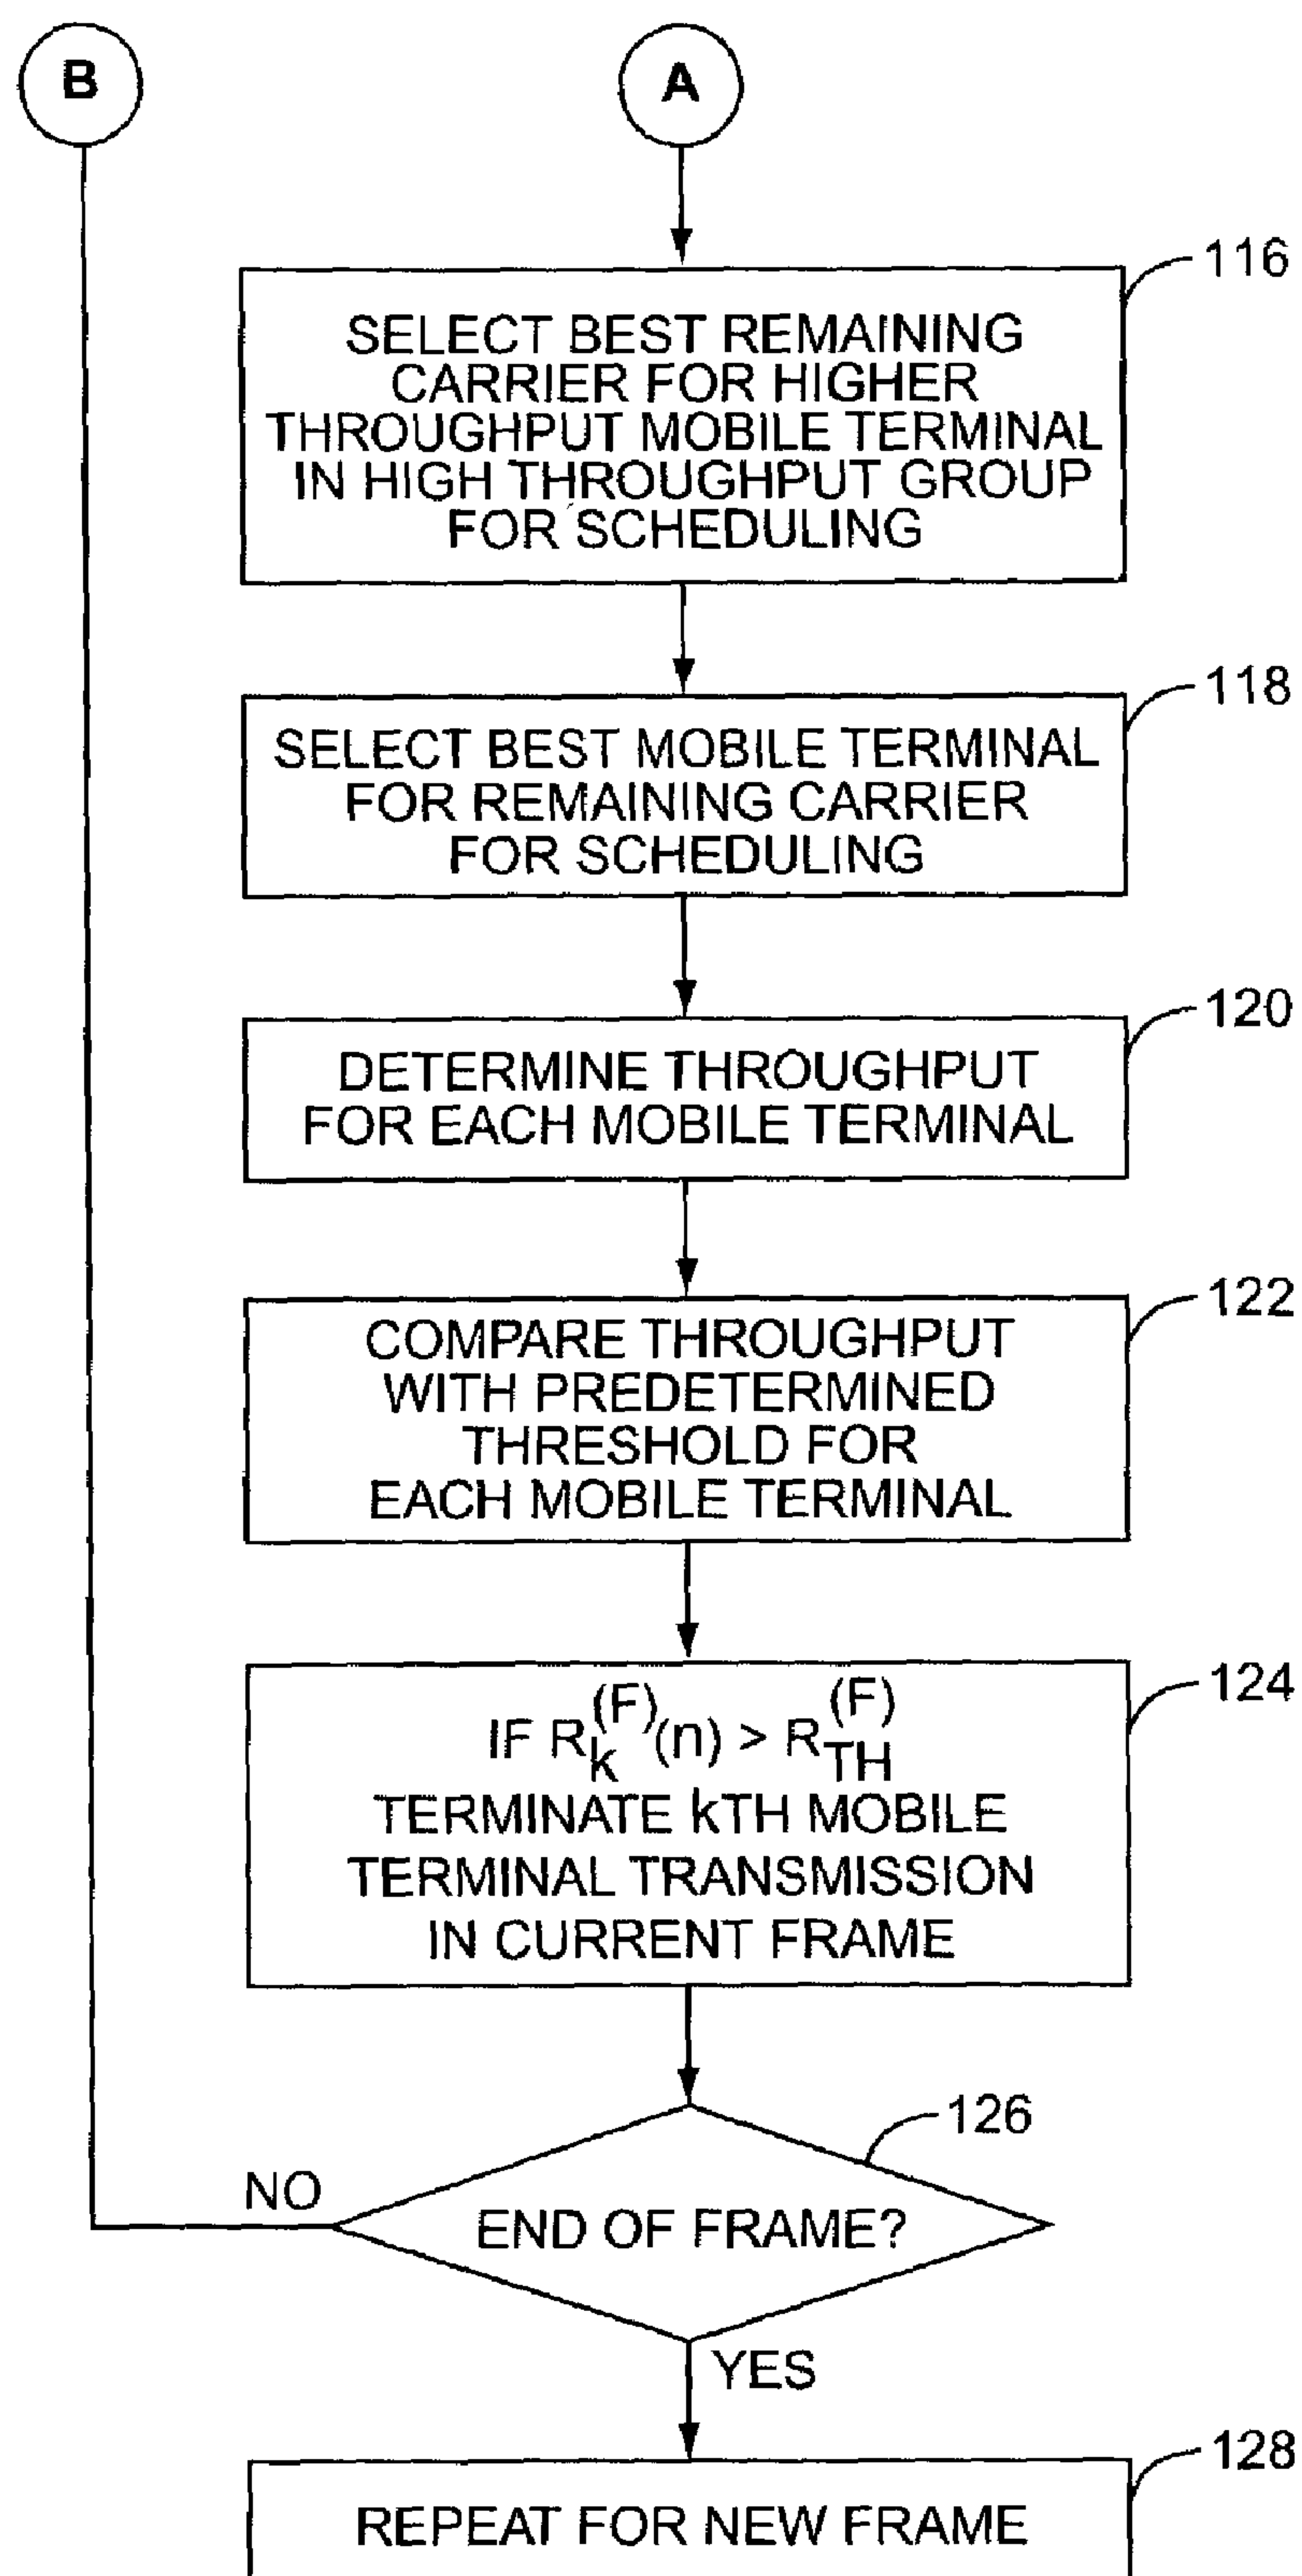 B
A
116
SELECT BEST REMAINING
CARRIER FOR HIGHER
THROUGHPUT MOBILE TERMINAL
IN HIGH THROUGHPUT GROUP
FOR SCHEDULING
118
SELECT BEST MOBILE TERMINAL
FOR REMAINING CARRIER
FOR SCHEDULING
120
DETERMINE THROUGHPUT
FOR EACH MOBILE TERMINAL
122
COMPARE THROUGHPUT
WITH PREDETERMINED
THRESHOLD FOR
EACH MOBILE TERMINAL
124
IF R_k^(F)(n) > R_TH^(F)
TERMINATE kTH MOBILE
TERMINAL TRANSMISSION
IN CURRENT FRAME
126
NO
END OF FRAME?
YES
128
REPEAT FOR NEW FRAME